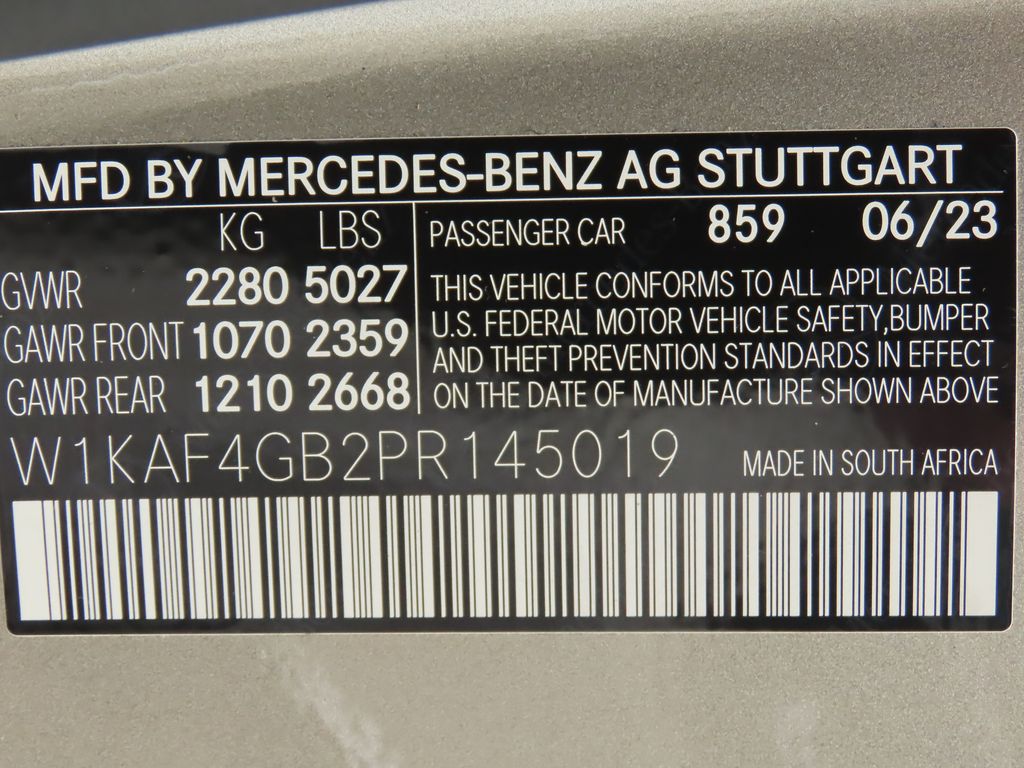 MFD BY MERCEDES-BENZ AG STUTTGART
KG LBS
GVWR 2280 5027
GAWR FRONT 1070 2359
GAWR REAR 1210 2668
PASSENGER CAR 859 06/23
THIS VEHICLE CONFORMS TO ALL APPLICABLE
U.S. FEDERAL MOTOR VEHICLE SAFETY,BUMPER
AND THEFT PREVENTION STANDARDS IN EFFECT
ON THE DATE OF MANUFACTURE SHOWN ABOVE
W1KAF4GB2PR145019
MADE IN SOUTH AFRICA